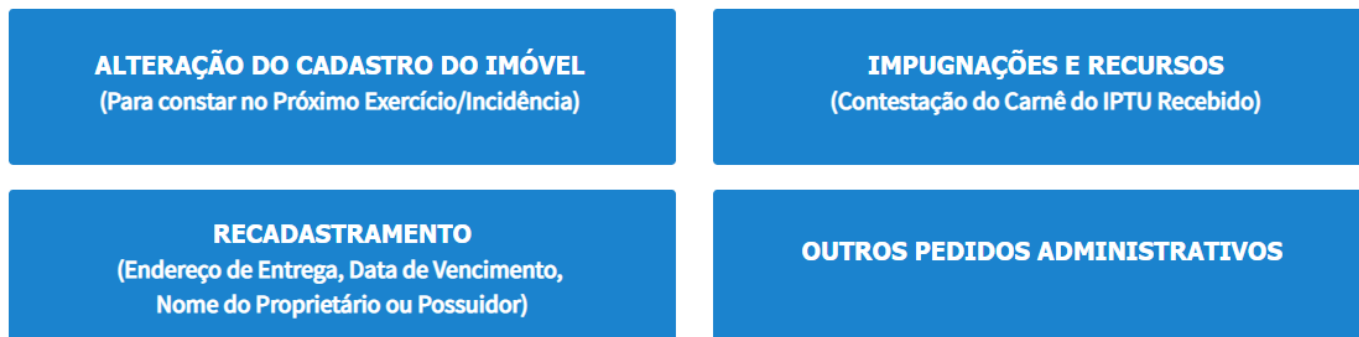 ALTERAÇÃO DO CADASTRO DO IMÓVEL
(Para constar no Próximo Exercício/Incidência)
IMPUGNAÇÕES E RECURSOS
(Contestação do Carnê do IPTU Recebido)
RECADASTRAMENTO
(Endereço de Entrega, Data de Vencimento,
Nome do Proprietário ou Possuidor)
OUTROS PEDIDOS ADMINISTRATIVOS